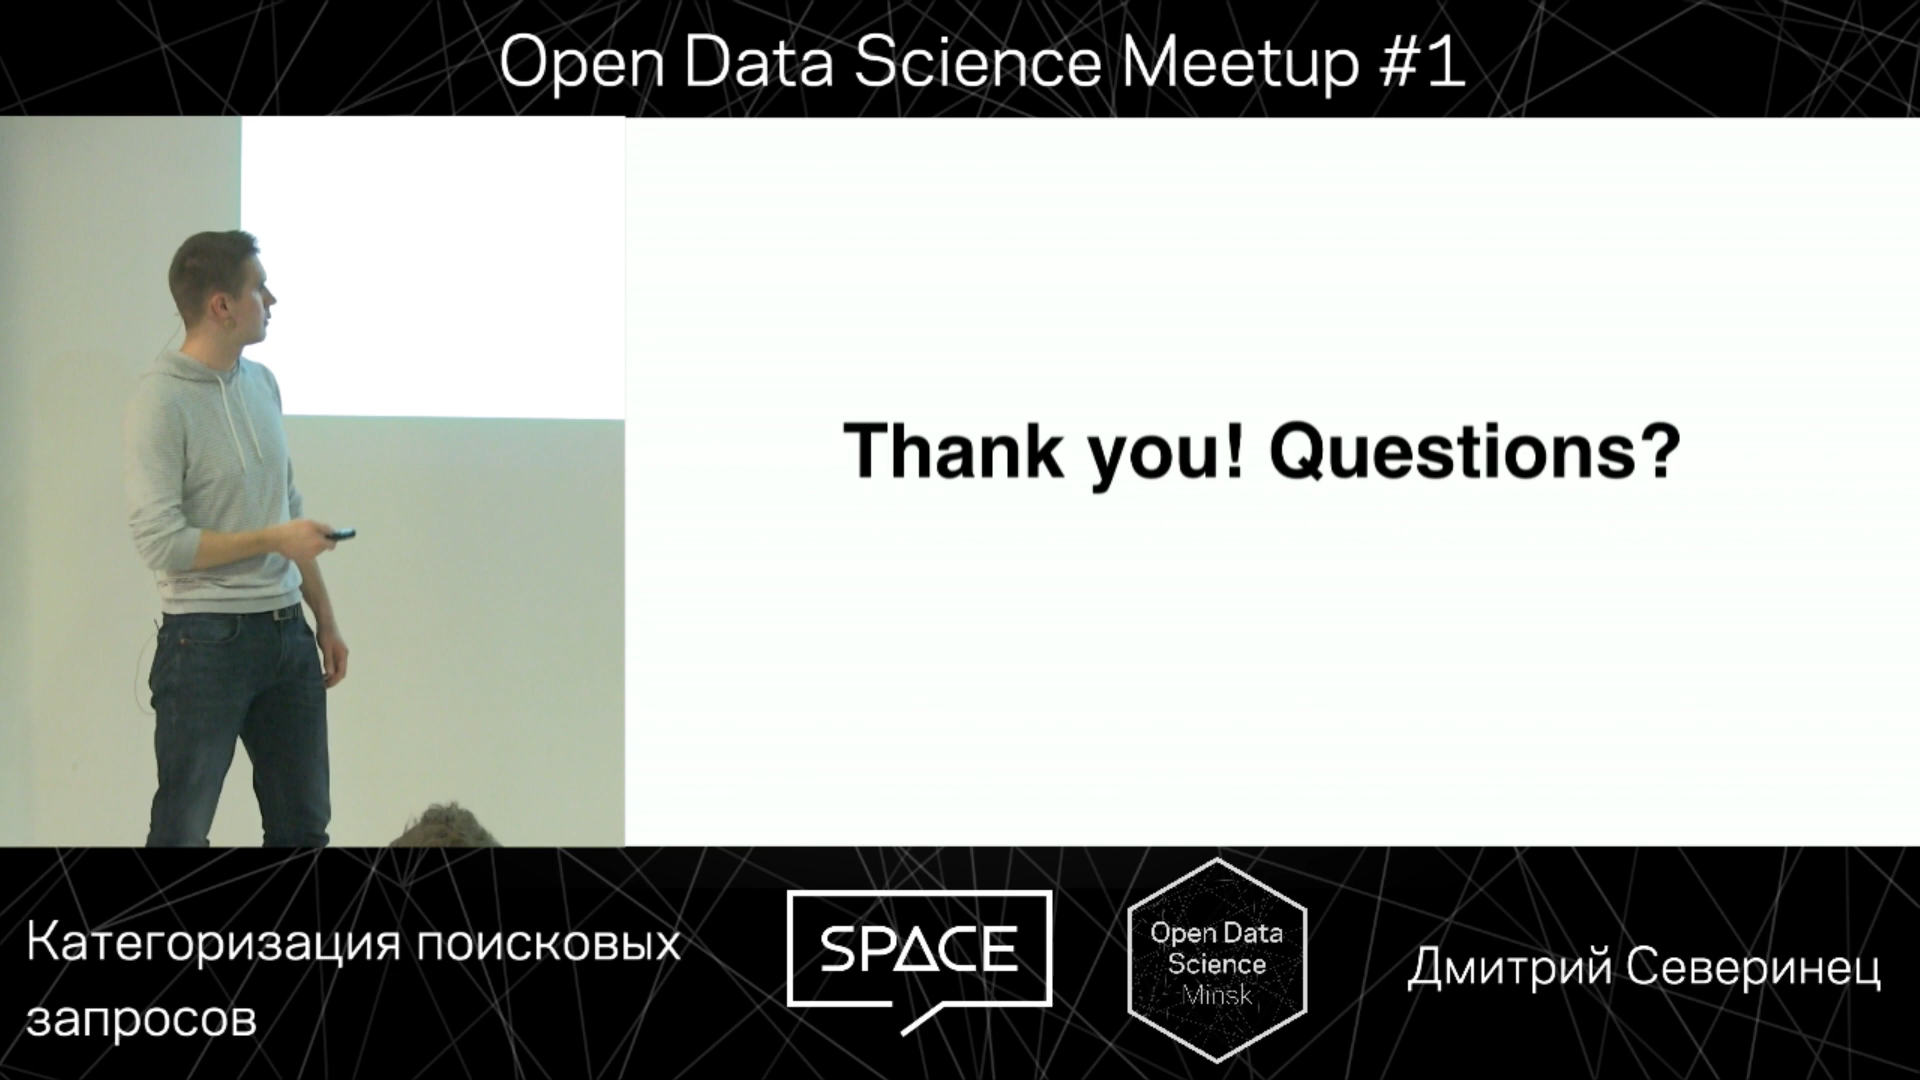 Open Data Science Meetup #1
Thank you! Questions?
Категоризация поисковых
запросов
SPACE
Open Data
Science
Minsk
Дмитрий Северинец